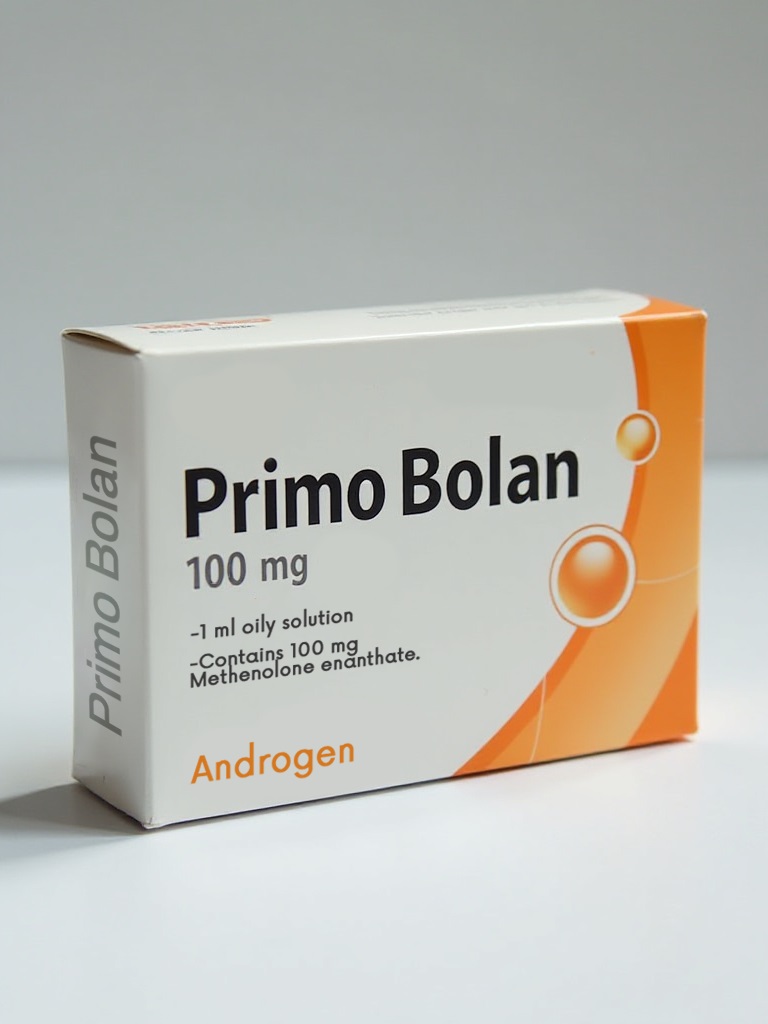 Primo Bolan
100 mg
-1 ml oily solution
-Contains 100 mg
Methenolone enanthate.
Androgen
Primo Bolan